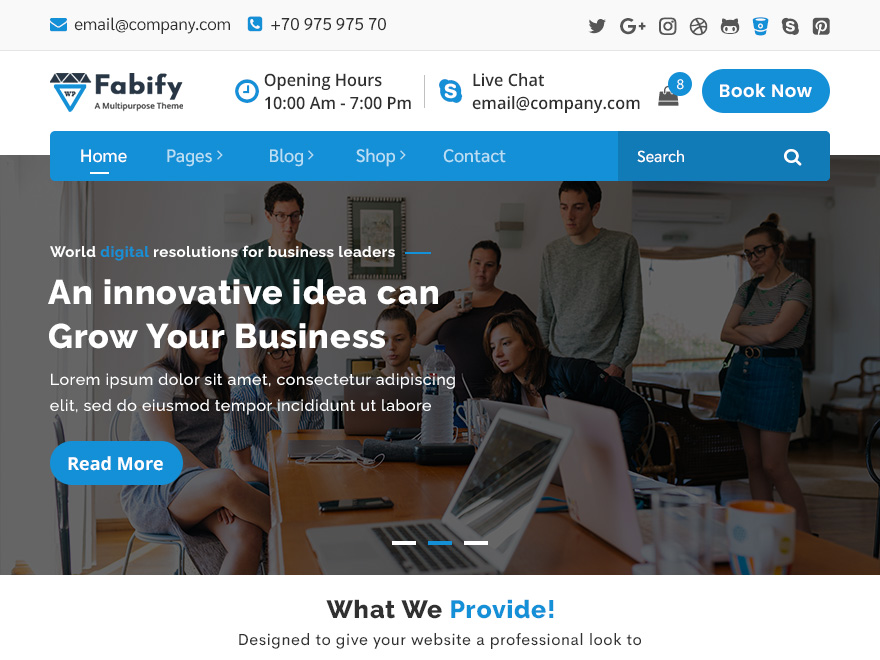 email@company.com +70 975 975 70
WP
Fabify
A Multipurpose Theme
Opening Hours
10:00 Am - 7:00 Pm
Live Chat
email@company.com
8
Book Now
Home Pages Blog Shop Contact Search
World digital resolutions for business leaders
An innovative idea can
Grow Your Business
Lorem ipsum dolor sit amet, consectetur adipiscing
elit, sed do eiusmod tempor incididunt ut labore
Read More
What We Provide!
Designed to give your website a professional look to